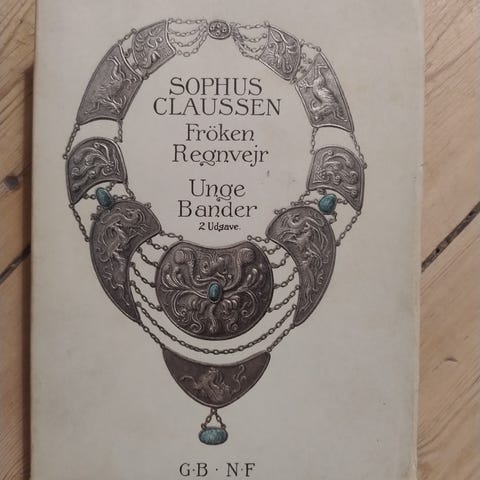 SOPHUS
CLAUSSEN
Fröken
Regnvejr
Unge
Bander
2 Udgave.
G·B·N·F